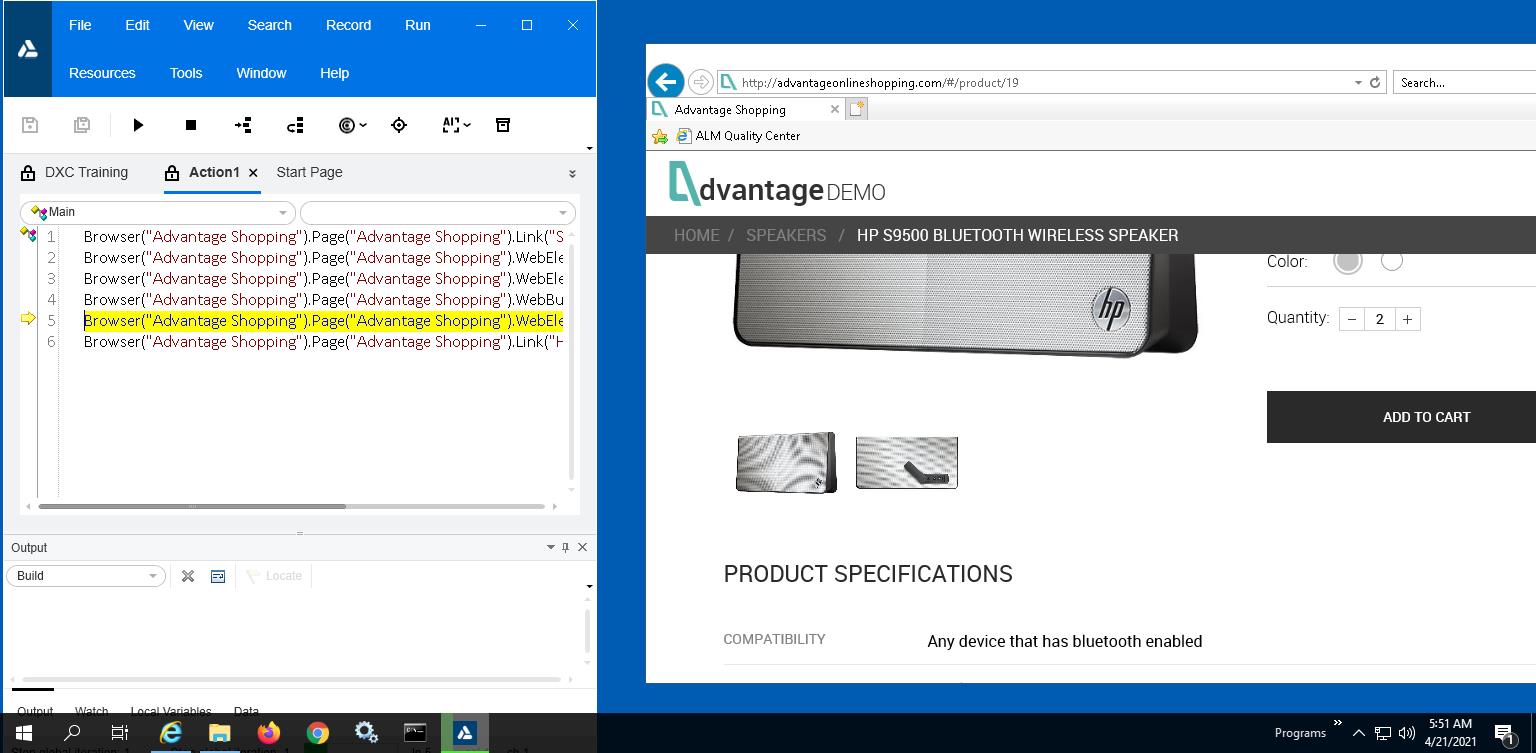 File Edit View Search Record Run
Resources Tools Window Help
DXC Training Action1 Start Page
Main
1 Browser("Advantage Shopping").Page("Advantage Shopping").Link("S
2 Browser("Advantage Shopping").Page("Advantage Shopping").WebEle
3 Browser("Advantage Shopping").Page("Advantage Shopping").WebEle
4 Browser("Advantage Shopping").Page("Advantage Shopping").WebBu
5 Browser("Advantage Shopping").Page("Advantage Shopping").WebEle
6 Browser("Advantage Shopping").Page("Advantage Shopping").Link("H
Output
Build Locate
Output Watch Local Variables Data
http://advantageonlineshopping.com/#/product/19
Search...
Advantage Shopping
ALM Quality Center
dvantage DEMO
HOME / SPEAKERS / HP S9500 BLUETOOTH WIRELESS SPEAKER
hp
Color:
Quantity: − 2 +
ADD TO CART
PRODUCT SPECIFICATIONS
COMPATIBILITY Any device that has bluetooth enabled
Programs
5:51 AM
4/21/2021
1